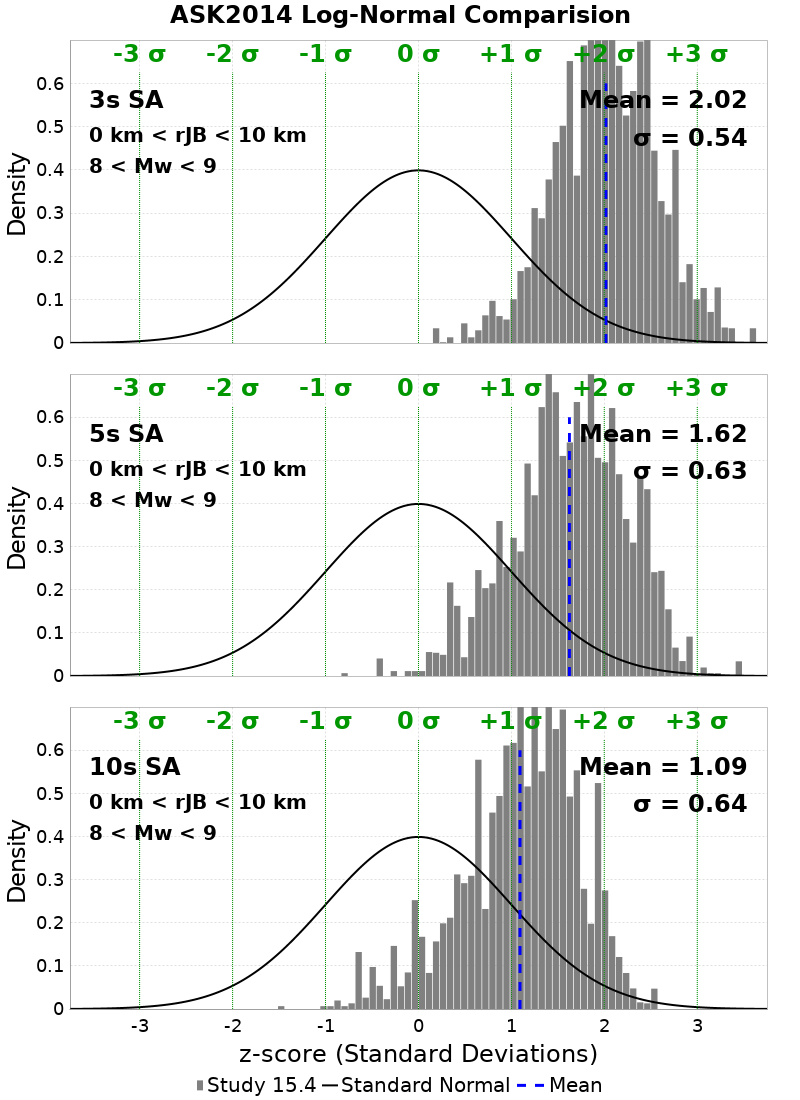 ASK2014 Log-Normal Comparision
-3 σ -2 σ -1 σ 0 σ +1 σ +2 σ +3 σ
3s SA
Mean = 2.02
0 km < rJB < 10 km
σ = 0.54
8 < Mw < 9
0.6
0.5
0.4
0.3
0.2
0.1
0
Density
-3 σ -2 σ -1 σ 0 σ +1 σ +2 σ +3 σ
5s SA
Mean = 1.62
0 km < rJB < 10 km
σ = 0.63
8 < Mw < 9
0.6
0.5
0.4
0.3
0.2
0.1
0
Density
-3 σ -2 σ -1 σ 0 σ +1 σ +2 σ +3 σ
10s SA
Mean = 1.09
0 km < rJB < 10 km
σ = 0.64
8 < Mw < 9
0.6
0.5
0.4
0.3
0.2
0.1
0
Density
-3 -2 -1 0 1 2 3
z-score (Standard Deviations)
Study 15.4 Standard Normal Mean